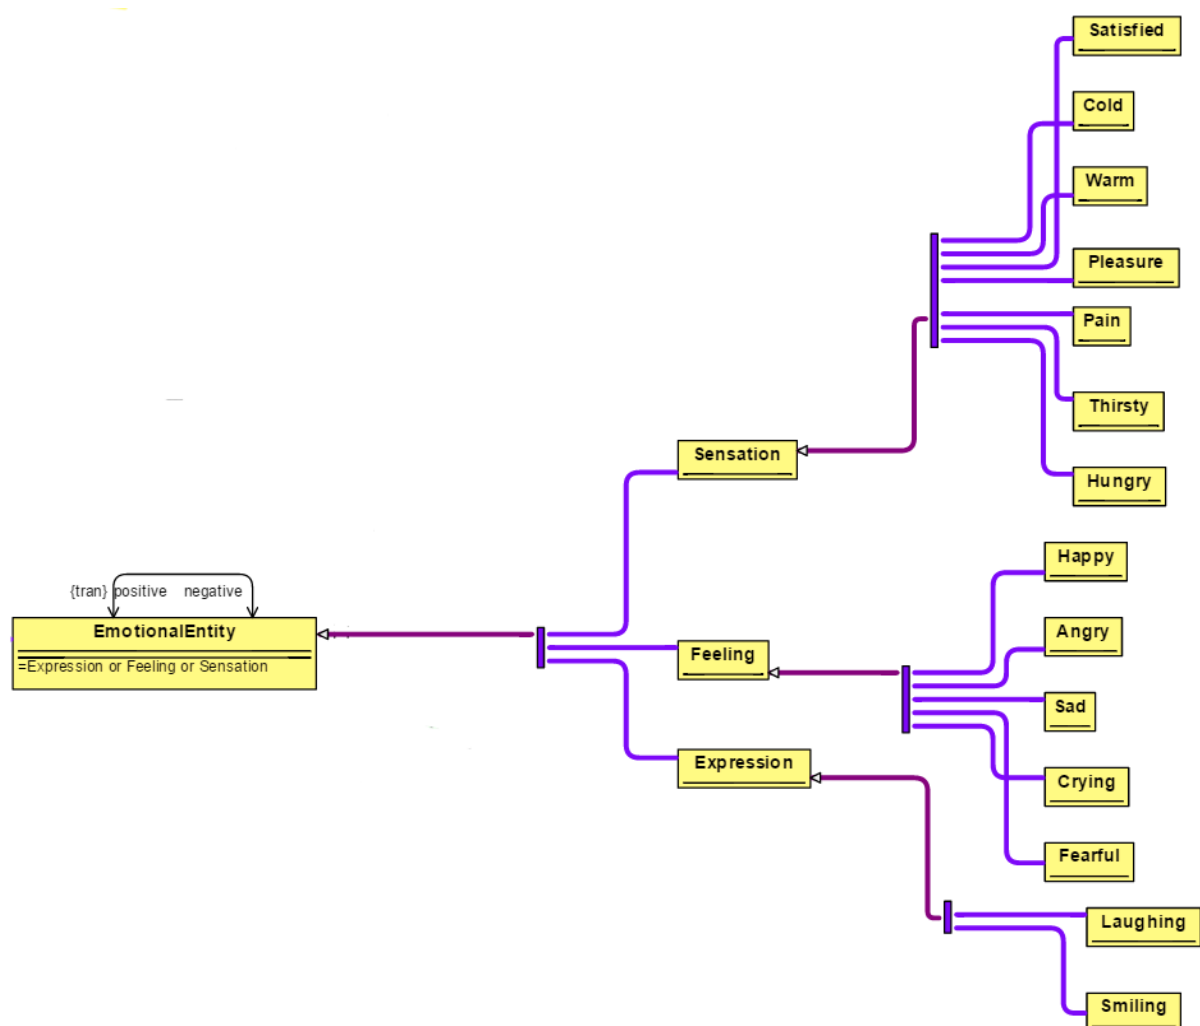 Satisfied
Cold
Warm
Pleasure
Pain
Thirsty
Sensation
Hungry
Happy
{tran} positive negative
EmotionalEntity
=Expression or Feeling or Sensation
Angry
Feeling
Sad
Expression
Crying
Fearful
Laughing
Smiling